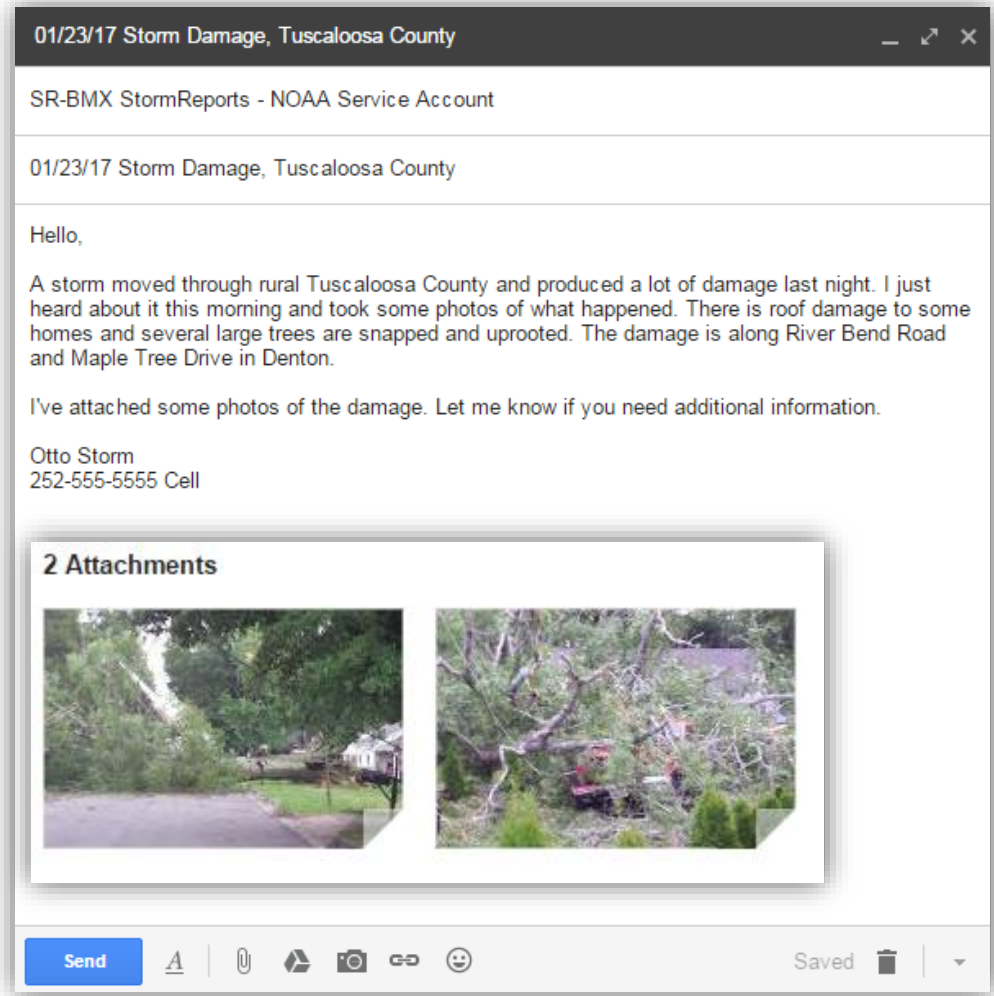 01/23/17 Storm Damage, Tuscaloosa County
SR-BMX StormReports - NOAA Service Account
01/23/17 Storm Damage, Tuscaloosa County
Hello,
A storm moved through rural Tuscaloosa County and produced a lot of damage last night. I just
heard about it this morning and took some photos of what happened. There is roof damage to some
homes and several large trees are snapped and uprooted. The damage is along River Bend Road
and Maple Tree Drive in Denton.
I've attached some photos of the damage. Let me know if you need additional information.
Otto Storm
252-555-5555 Cell
2 Attachments
Send A Saved